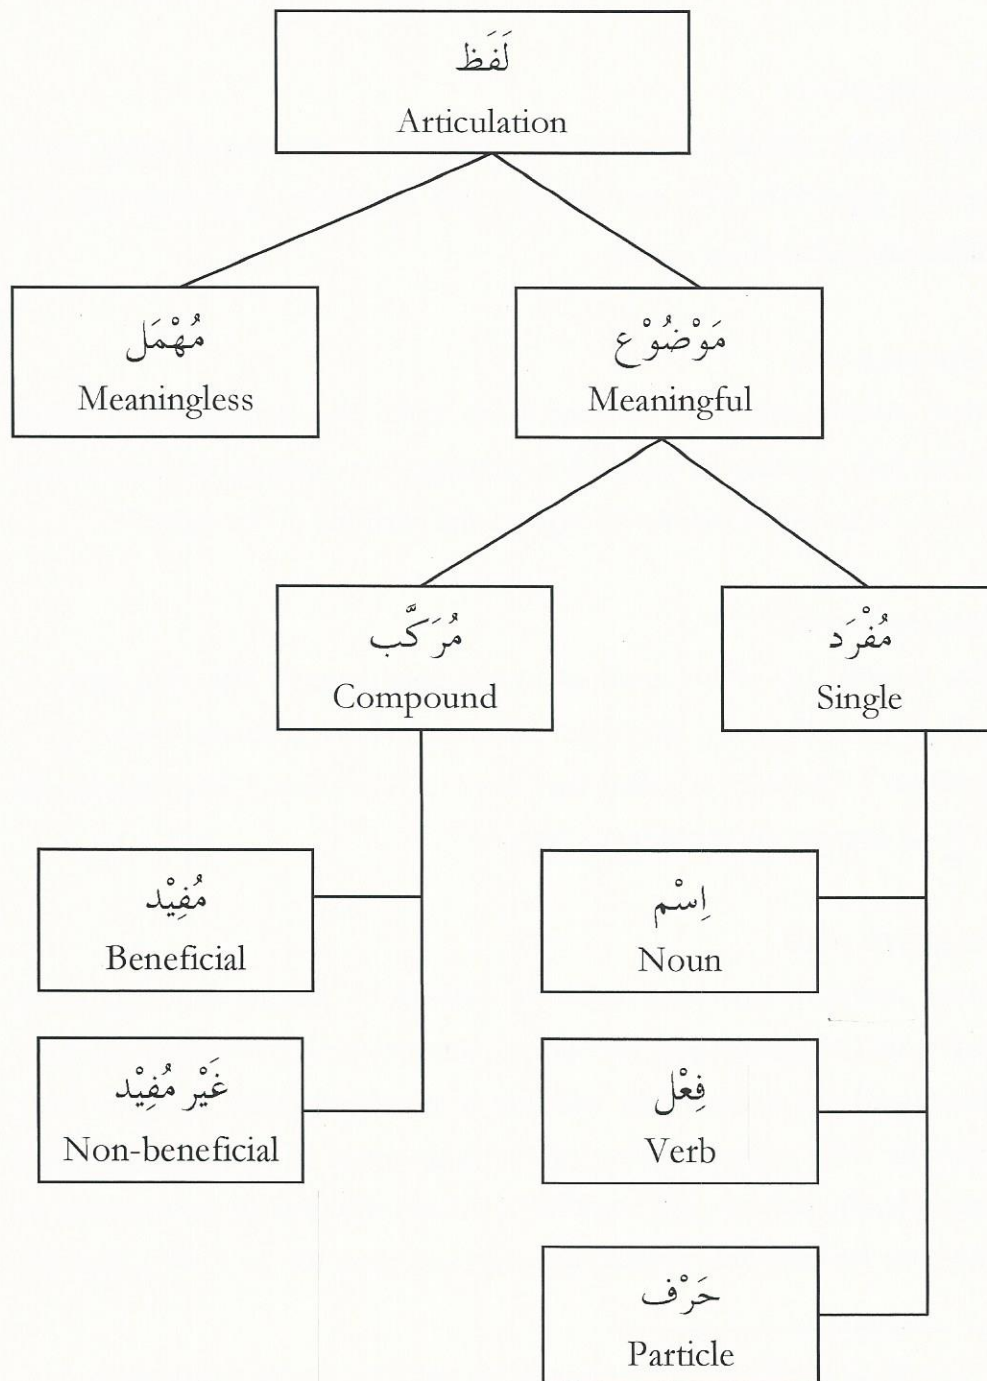 لَفَظ
Articulation
مُهْمَل
Meaningless
مَوْضُوْع
Meaningful
مُرَكَّب
Compound
مُفْرَد
Single
مُفِيْد
Beneficial
اِسْم
Noun
غَيْر مُفِيْد
Non-beneficial
فِعْل
Verb
حَرْف
Particle